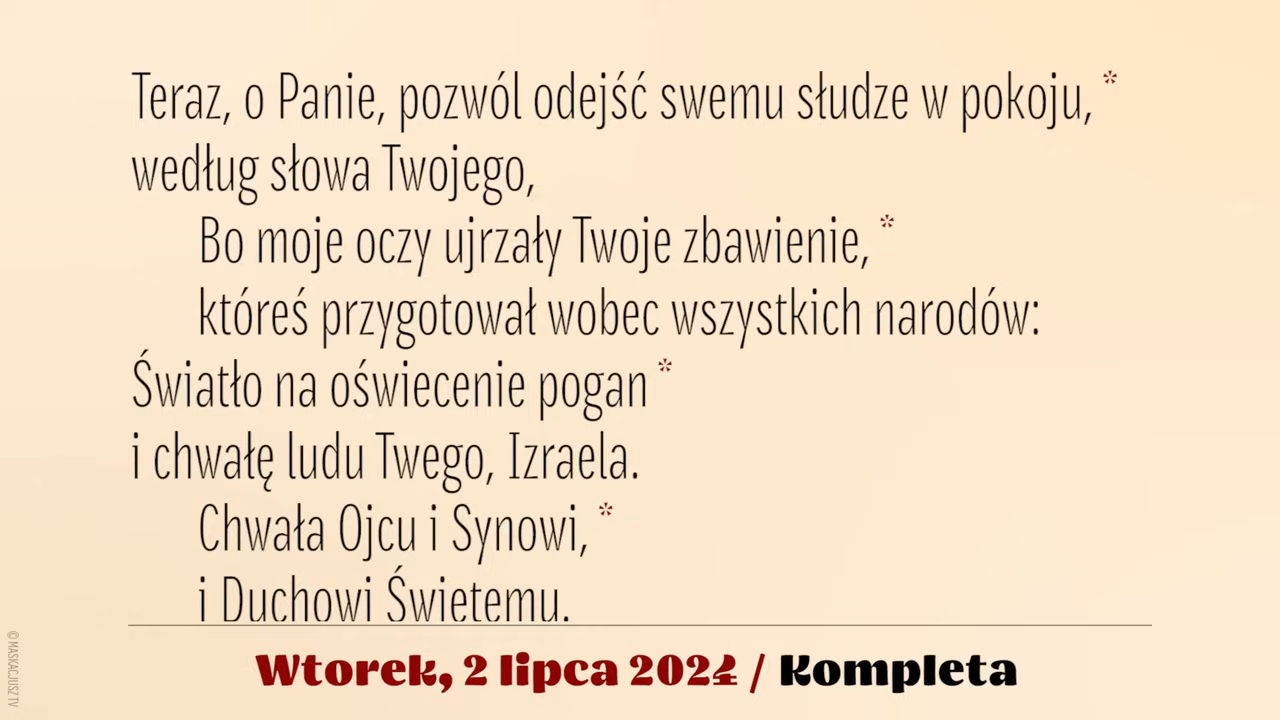 Teraz, o Panie, pozwól odejść swemu słudze w pokoju, *
według słowa Twojego,
Bo moje oczy ujrzały Twoje zbawienie, *
któreś przygotował wobec wszystkich narodów:
Światło na oświecenie pogan *
i chwałę ludu Twego, Izraela.
Chwała Ojcu i Synowi, *
i Duchowi Świętemu.
Wtorek, 2 lipca 2024 / Kompleta
© MASKACJUSZ.TV